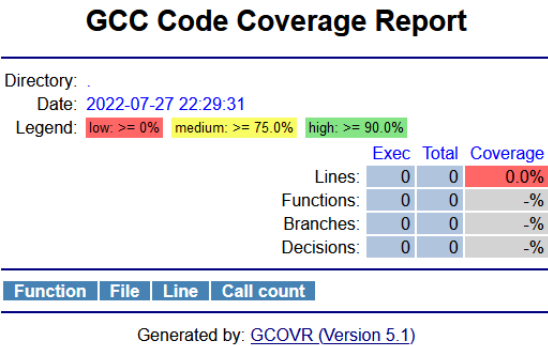 GCC Code Coverage Report
Directory: .
Date: 2022-07-27 22:29:31
Legend: low: >= 0% medium: >= 75.0% high: >= 90.0%
Exec Total Coverage
Lines: 0 0 0.0%
Functions: 0 0 -%
Branches: 0 0 -%
Decisions: 0 0 -%
Function File Line Call count
Generated by: GCOVR (Version 5.1)